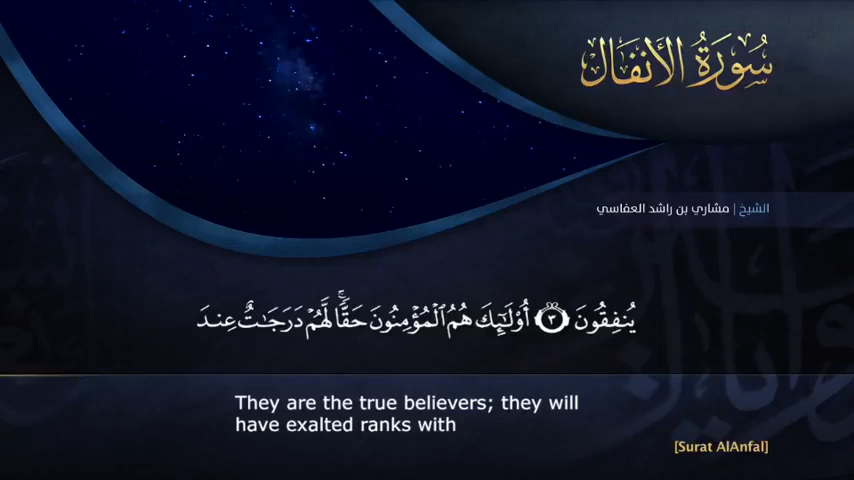 سُورَةُ الأَنفَال
الشيخ | مشاري بن راشد العفاسي
يُنفِقُونَ ٣ أُوْلَـٰٓئِكَ هُمُ ٱلْمُؤْمِنُونَ حَقًّاۚ لَّهُمْ دَرَجَـٰتٌ عِندَ
They are the true believers; they will
have exalted ranks with
[Surat AlAnfal]